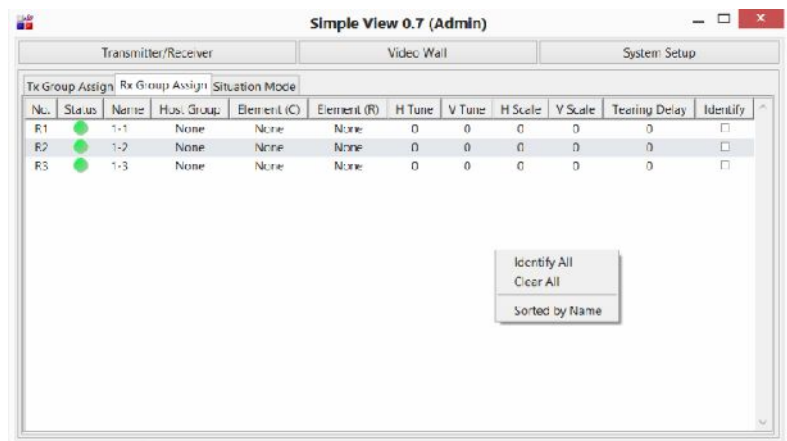 Simple View 0.7 (Admin)
Transmitter/Receiver Video Wall System Setup
Tx Group Assign Rx Group Assign Situation Mode
No. Status Name Host Group Element (C) Element (R) H Tune V Tune H Scale V Scale Tearing Delay Identify
R1 1-1 None None None 0 0 0 0 0
R2 1-2 None None None 0 0 0 0 0
R3 1-3 None None None 0 0 0 0 0
Identify All
Clear All
Sorted by Name